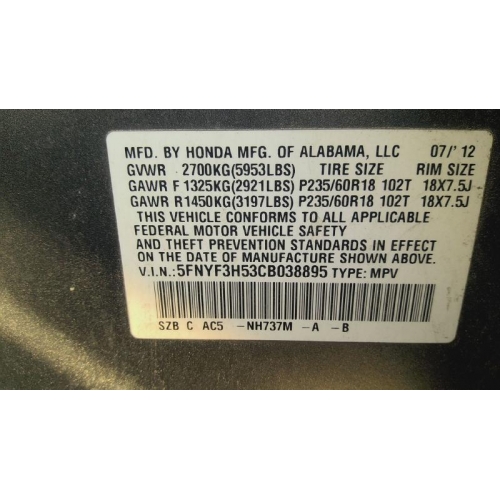 MFD. BY HONDA MFG. OF ALABAMA, LLC 07/'12
GVWR 2700KG(5953LBS) TIRE SIZE RIM SIZE
GAWR F 1325KG(2921LBS) P235/60R18 102T 18X7.5J
GAWR R1450KG(3197LBS) P235/60R18 102T 18X7.5J
THIS VEHICLE CONFORMS TO ALL APPLICABLE
FEDERAL MOTOR VEHICLE SAFETY
AND THEFT PREVENTION STANDARDS IN EFFECT
ON THE DATE OF MANUFACTURE SHOWN ABOVE.
V.I.N.:5FNYF3H53CB038895 TYPE: MPV
SZB C AC5 -NH737M -A -B